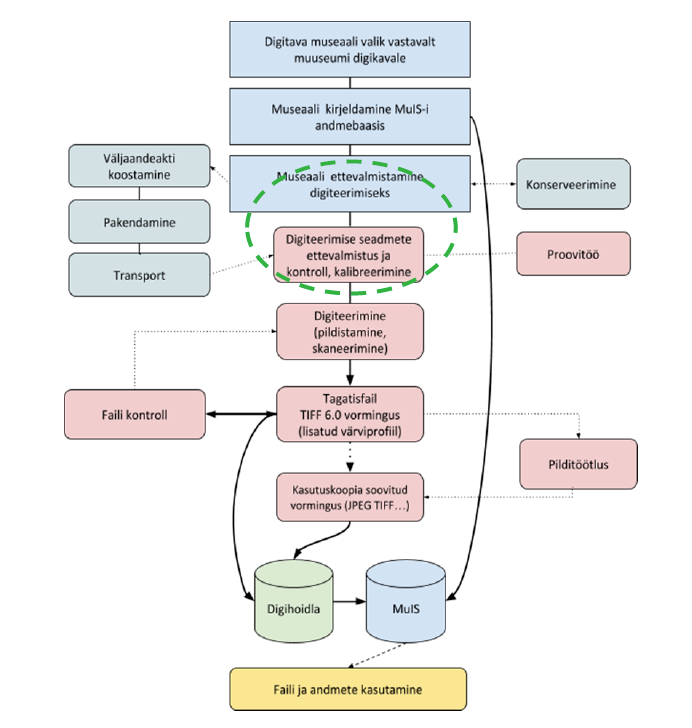 Digitava museaali valik vastavalt
muuseumi digikavale
Museaali kirjeldamine MuIS-i
andmebaasis
Väljaandeakti
koostamine
Museaali ettevalmistamine
digiteerimiseks
Konserveerimine
Pakendamine
Digiteerimise seadmete
ettevalmistus ja
kontroll, kalibreerimine
Proovitöö
Transport
Digiteerimine
(pildistamine,
skaneerimine)
Faili kontroll
Tagatisfail
TIFF 6.0 vormingus
(lisatud värviprofiil)
Pilditöötlus
Kasutuskoopia soovitud
vormingus (JPEG TIFF...)
Digihoidla
MuIS
Faili ja andmete kasutamine